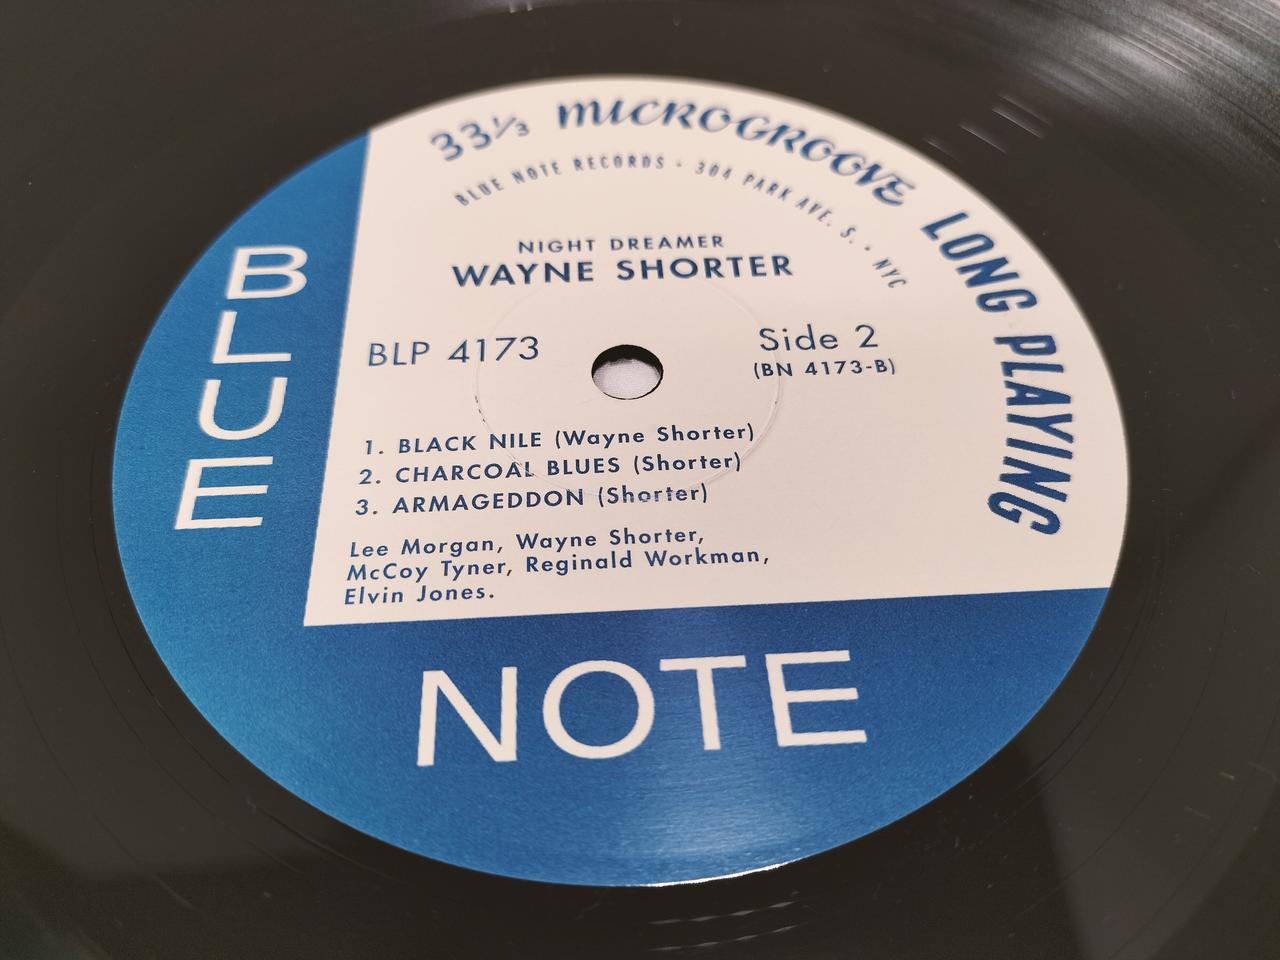 33⅓ MICROGROOVE LONG PLAYING
BLUE NOTE RECORDS · 304 PARK AVE. S. · NYC
NIGHT DREAMER
WAYNE SHORTER
BLP 4173
Side 2
(BN 4173-B)
1. BLACK NILE (Wayne Shorter)
2. CHARCOAL BLUES (Shorter)
3. ARMAGEDDON (Shorter)
Lee Morgan, Wayne Shorter,
McCoy Tyner, Reginald Workman,
Elvin Jones.
BLUE
NOTE